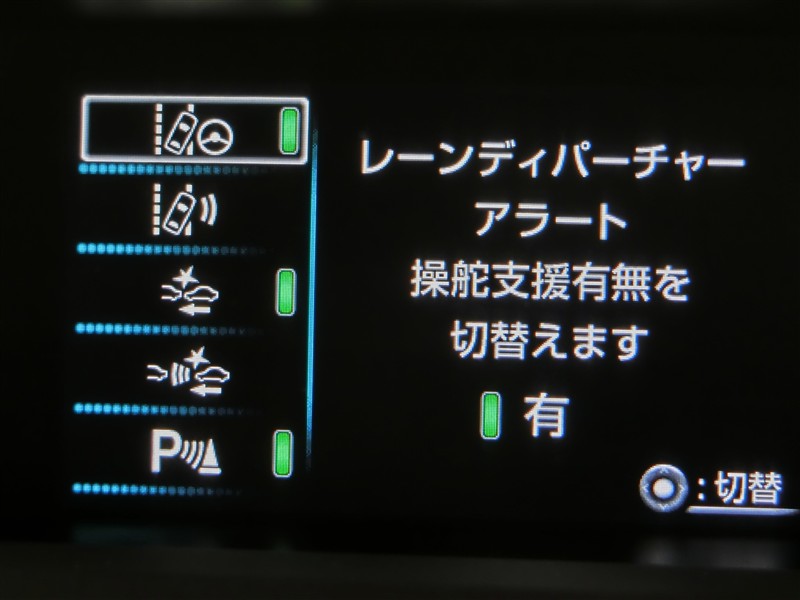 レーンディパーチャー
アラート
操舵支援有無を
切替えます
有
P
:切替